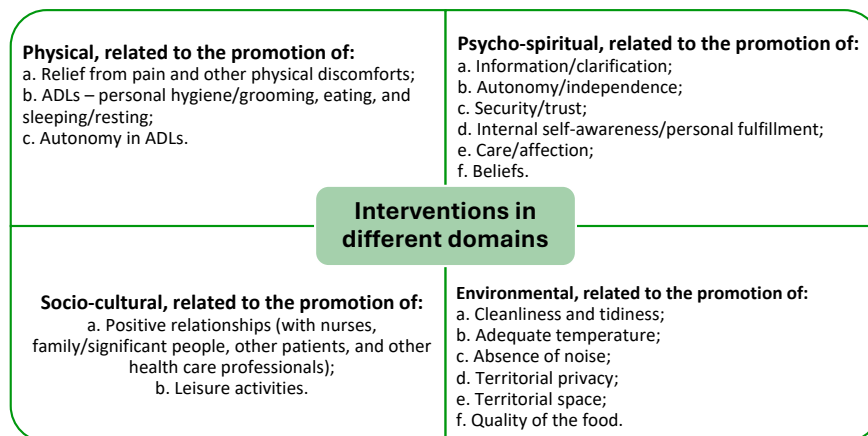 Physical, related to the promotion of:
a. Relief from pain and other physical discomforts;
b. ADLs – personal hygiene/grooming, eating, and
sleeping/resting;
c. Autonomy in ADLs.
Psycho-spiritual, related to the promotion of:
a. Information/clarification;
b. Autonomy/independence;
c. Security/trust;
d. Internal self-awareness/personal fulfillment;
e. Care/affection;
f. Beliefs.
Interventions in
different domains
Socio-cultural, related to the promotion of:
a. Positive relationships (with nurses,
family/significant people, other patients, and other
health care professionals);
b. Leisure activities.
Environmental, related to the promotion of:
a. Cleanliness and tidiness;
b. Adequate temperature;
c. Absence of noise;
d. Territorial privacy;
e. Territorial space;
f. Quality of the food.